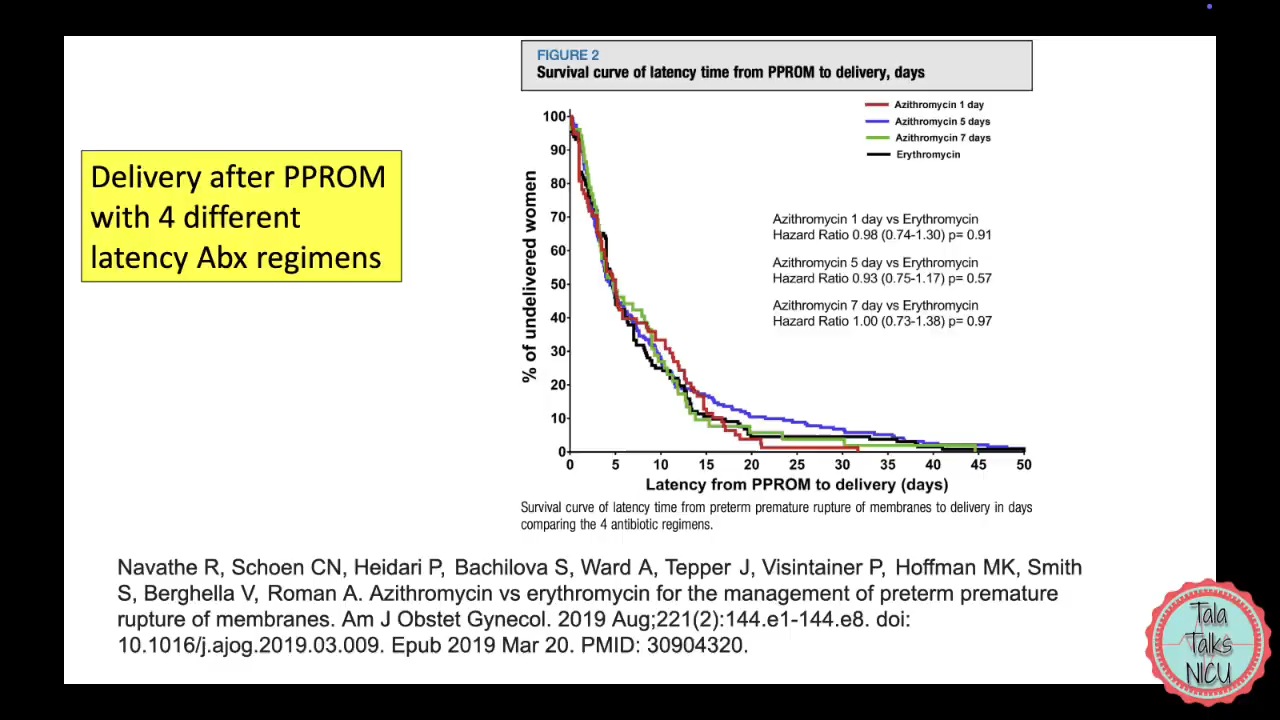 FIGURE 2
Survival curve of latency time from PPROM to delivery, days
Delivery after PPROM
with 4 different
latency Abx regimens
Azithromycin 1 day
Azithromycin 5 days
Azithromycin 7 days
Erythromycin
% of undelivered women
100
90
80
70
60
50
40
30
20
10
0
Azithromycin 1 day vs Erythromycin
Hazard Ratio 0.98 (0.74-1.30) p= 0.91
Azithromycin 5 day vs Erythromycin
Hazard Ratio 0.93 (0.75-1.17) p= 0.57
Azithromycin 7 day vs Erythromycin
Hazard Ratio 1.00 (0.73-1.38) p= 0.97
0 5 10 15 20 25 30 35 40 45 50
Latency from PPROM to delivery (days)
Survival curve of latency time from preterm premature rupture of membranes to delivery in days
comparing the 4 antibiotic regimens.
Navathe R, Schoen CN, Heidari P, Bachilova S, Ward A, Tepper J, Visintainer P, Hoffman MK, Smith
S, Berghella V, Roman A. Azithromycin vs erythromycin for the management of preterm premature
rupture of membranes. Am J Obstet Gynecol. 2019 Aug;221(2):144.e1-144.e8. doi:
10.1016/j.ajog.2019.03.009. Epub 2019 Mar 20. PMID: 30904320.
Tala
Talks
NICU